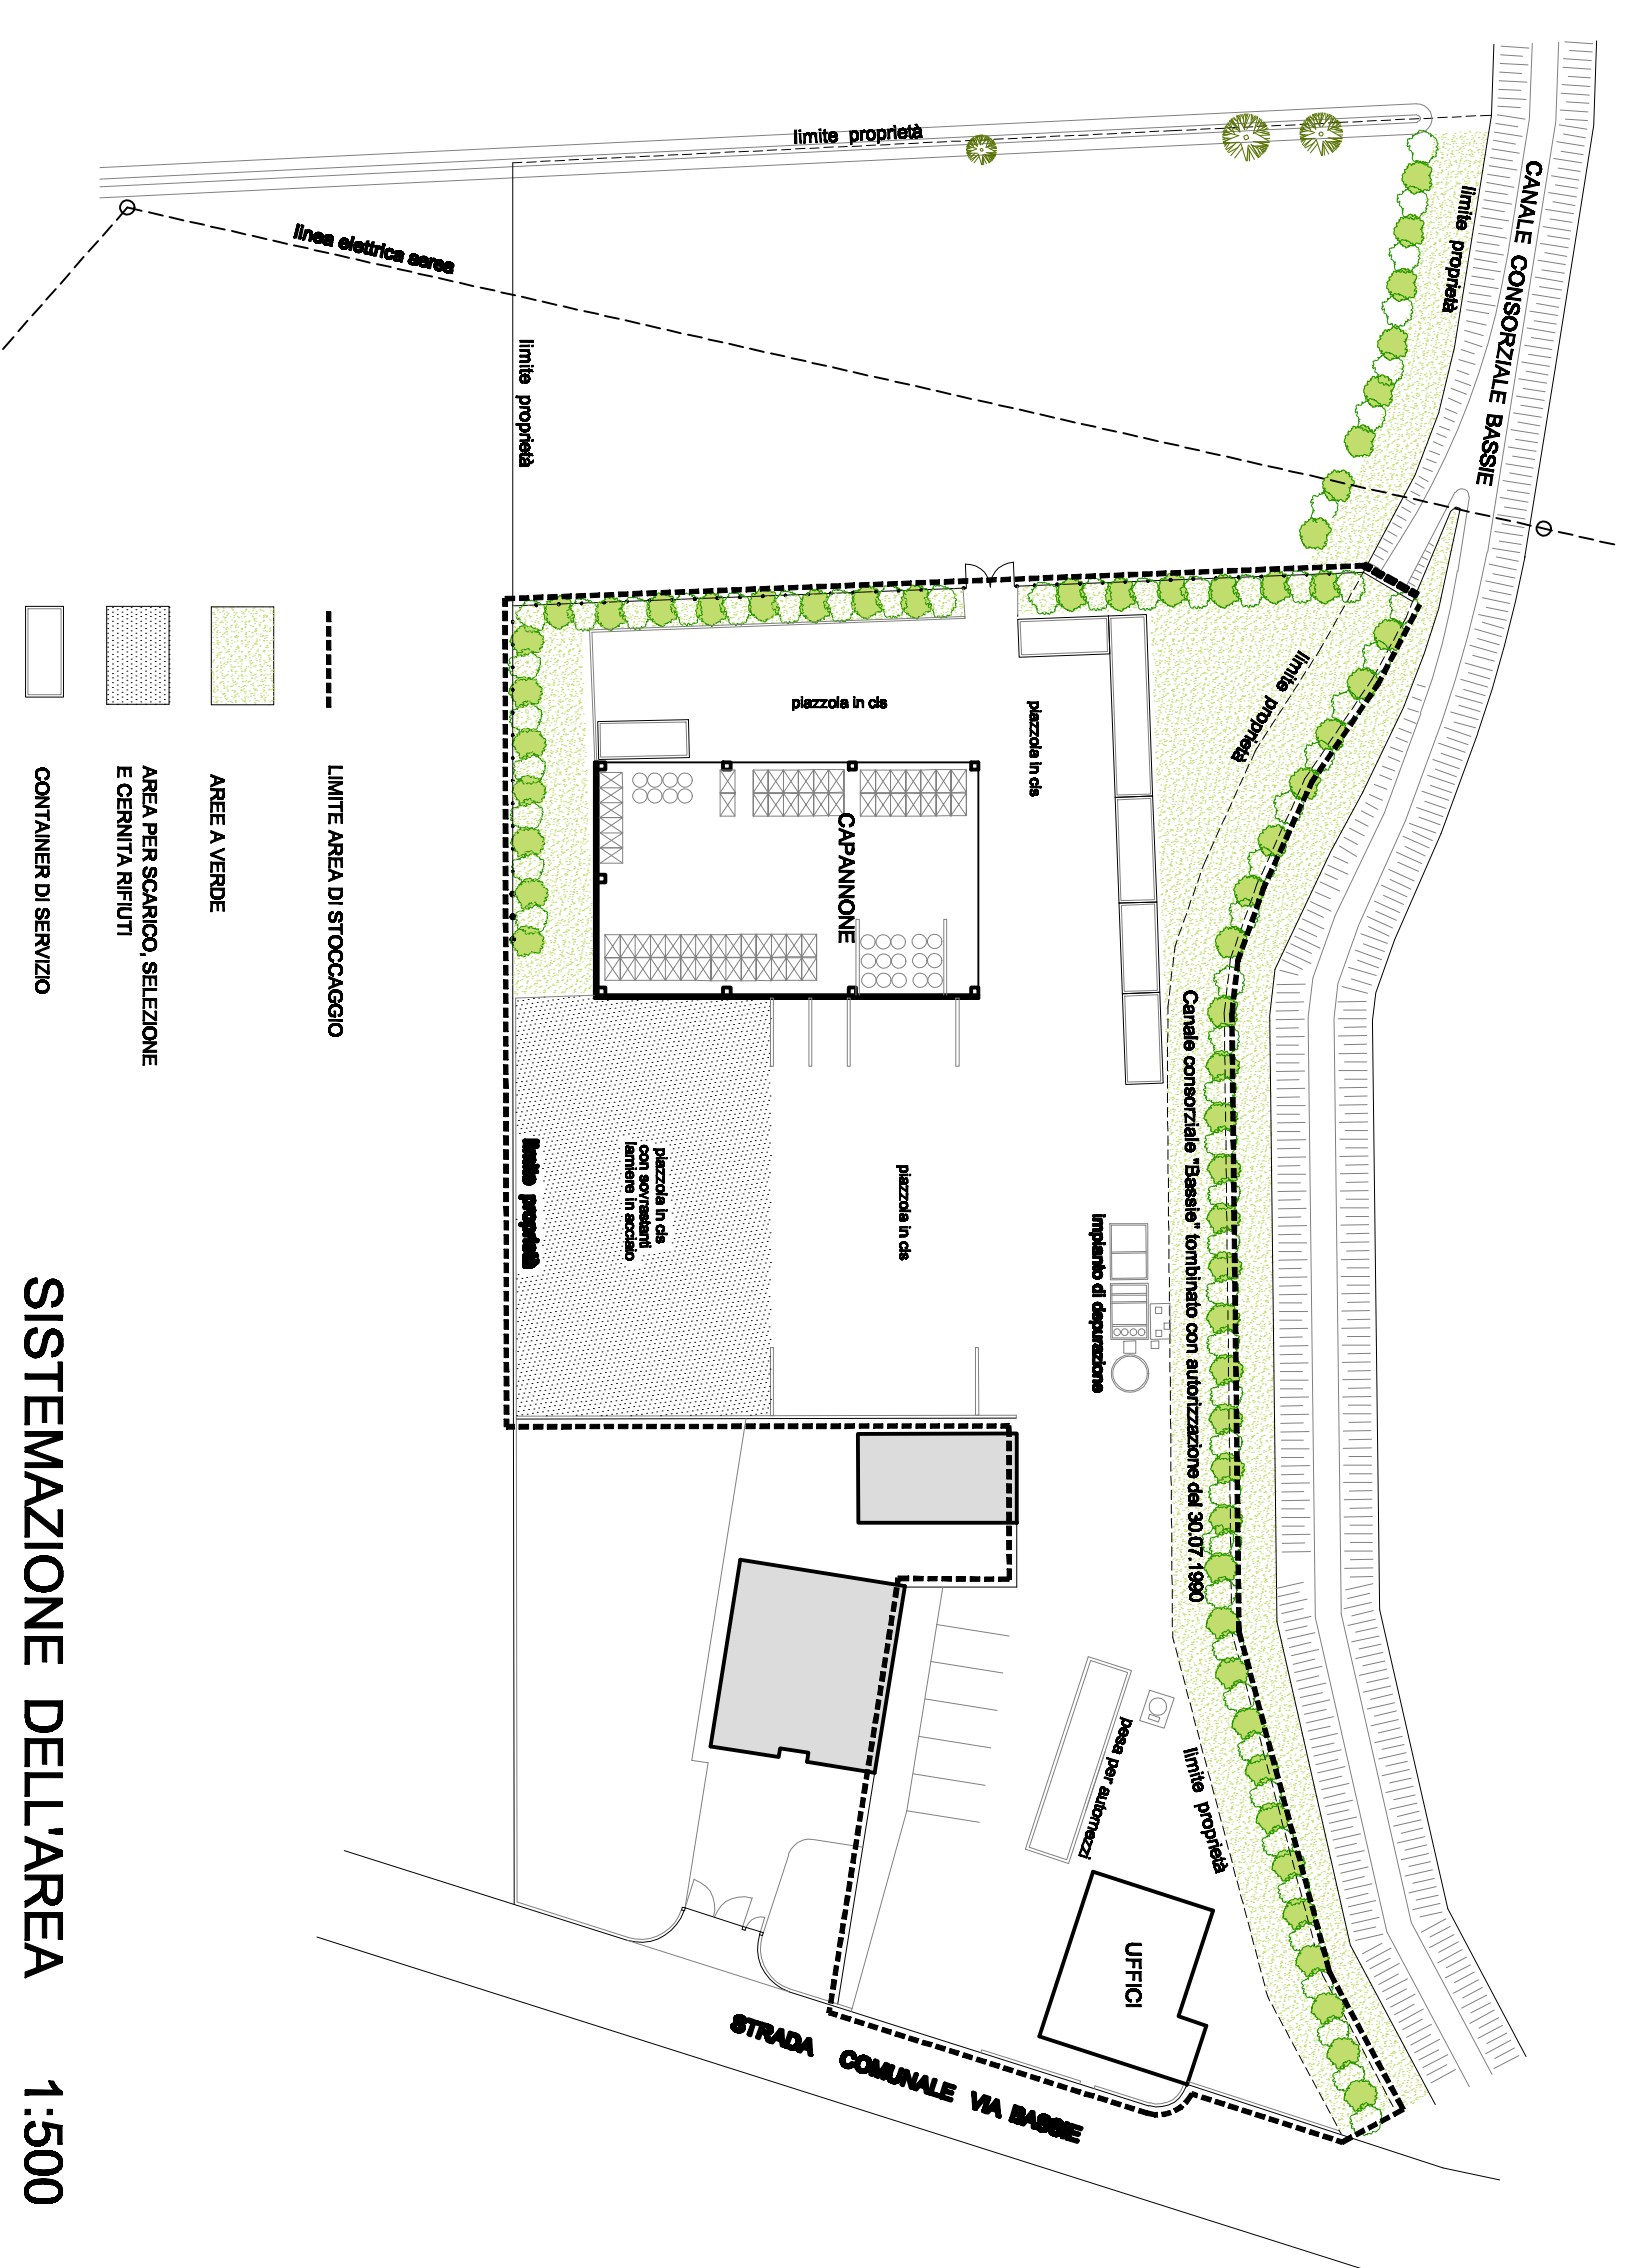 CANALE CONSORZIALE BASSIE
limite proprietà
limite proprietà
linea elettrica aerea
limite proprietà
limite proprietà
piazzola in cls
piazzola in cls
CAPANNONE
Canale consorziale "Bassie" tombinato con autorizzazione del 30.07.1990
impianto di depurazione
piazzola in cls
piazzola in cls
con sovrastanti
lamiere in acciaio
limite proprietà
pesa per automezzi
limite proprietà
UFFICI
STRADA COMUNALE VIA BASSIE
LIMITE AREA DI STOCCAGGIO
AREE A VERDE
AREA PER SCARICO, SELEZIONE
E CERNITA RIFIUTI
CONTAINER DI SERVIZIO
SISTEMAZIONE DELL'AREA 1:500